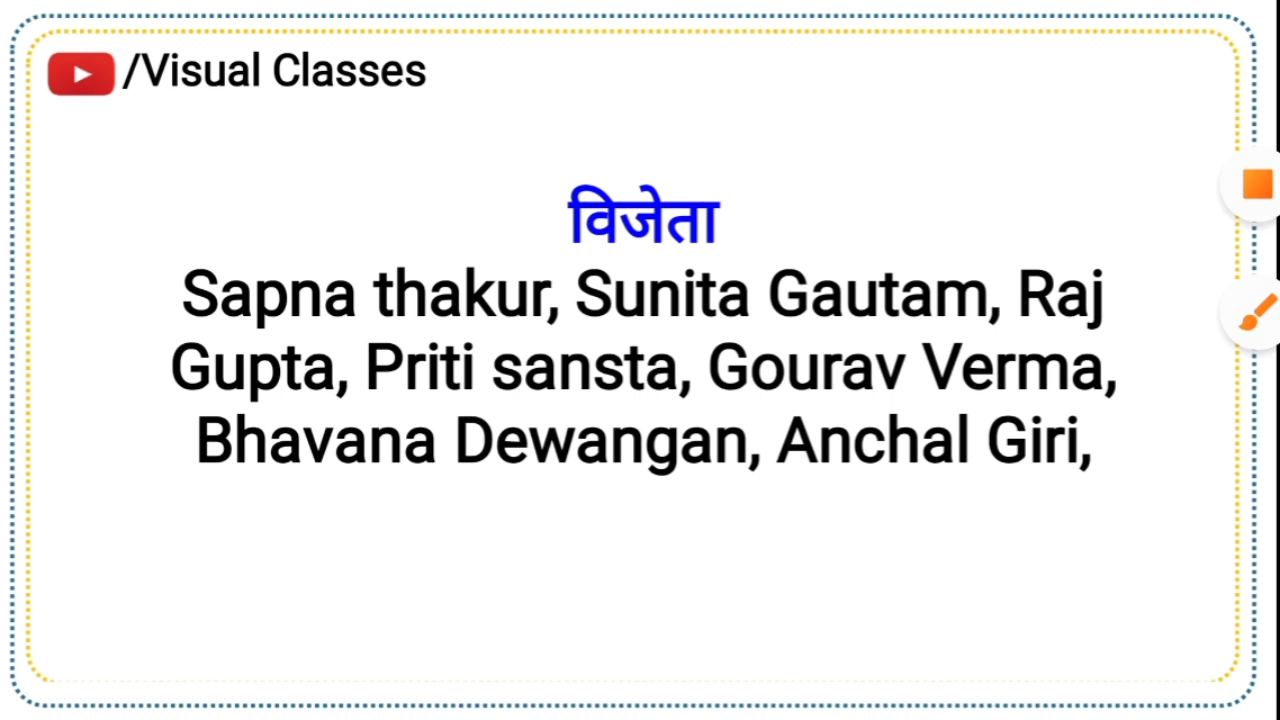 /Visual Classes
विजेता
Sapna thakur, Sunita Gautam, Raj
Gupta, Priti sansta, Gourav Verma,
Bhavana Dewangan, Anchal Giri,